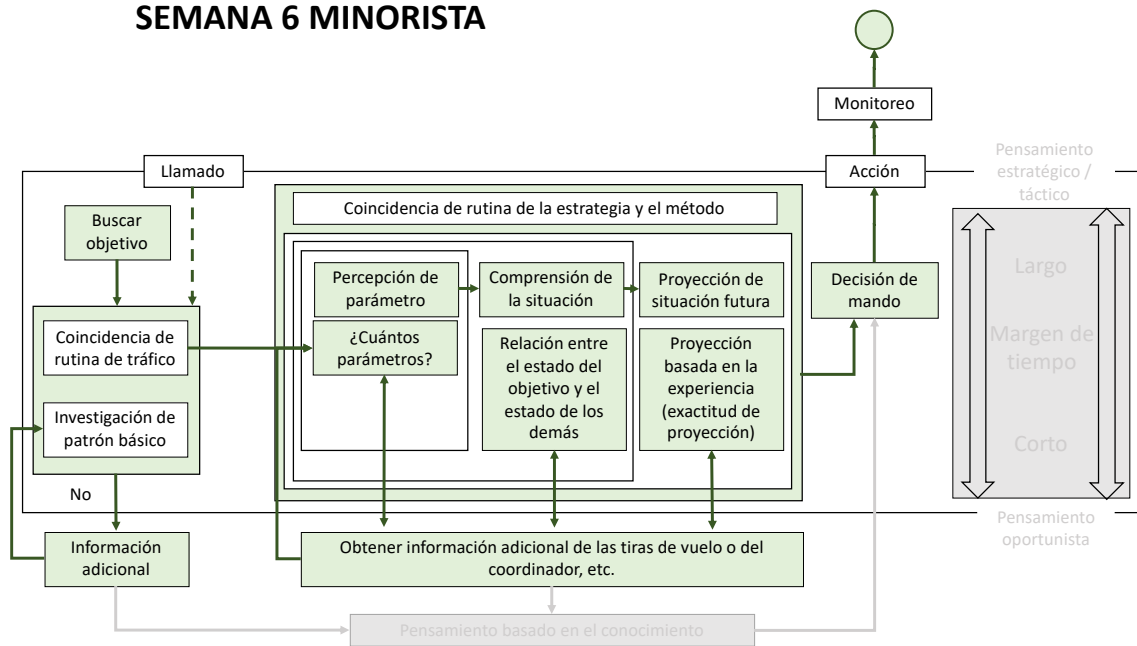 SEMANA 6 MINORISTA
Monitoreo
Llamado
Acción
Pensamiento
estratégico /
táctico
Buscar
objetivo
Coincidencia de rutina de la estrategia y el método
Percepción de
parámetro
Comprensión de
la situación
Proyección de
situación futura
Decisión de
mando
Largo
Coincidencia de
rutina de tráfico
¿Cuántos
parámetros?
Relación entre
el estado del
objetivo y el
estado de los
demás
Proyección
basada en la
experiencia
(exactitud de
proyección)
Margen de
tiempo
Investigación de
patrón básico
Corto
No
Pensamiento
oportunista
Información
adicional
Obtener información adicional de las tiras de vuelo o del
coordinador, etc.
Pensamiento basado en el conocimiento